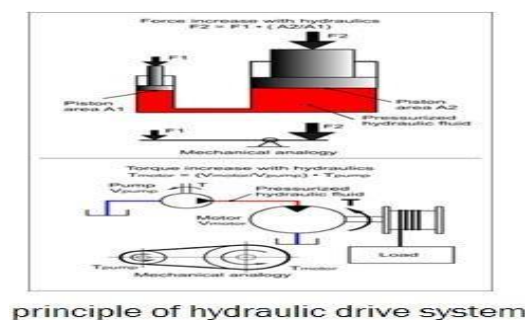 Force increase with hydraulics
F2 = F1 • ( A2/A1)
F2
F1
Piston area A1
Piston area A2
Pressurized hydraulic fluid
F1
F2
Mechanical analogy
Torque increase with hydraulics
Tmotor = (Vmotor/Vpump) • Tpump
Pump Vpump
T
Pressurized hydraulic fluid
Motor Vmotor
T
Load
Tpump
Tmotor
Mechanical analogy
principle of hydraulic drive system